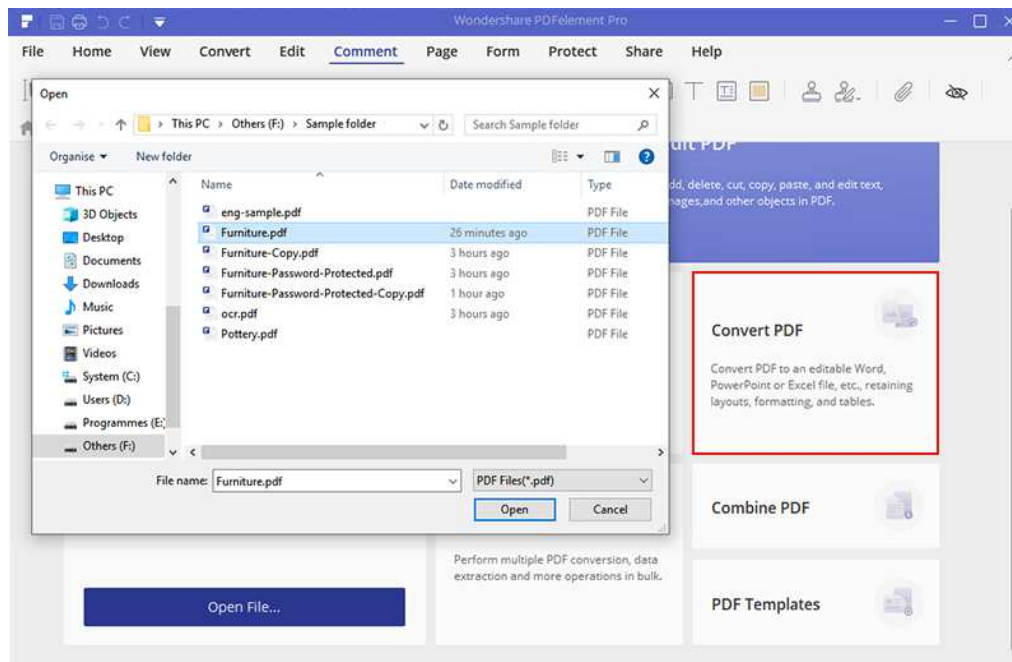 Wondershare PDFelement Pro
File Home View Convert Edit Comment Page Form Protect Share Help
Open
This PC > Others (F:) > Sample folder
Search Sample folder
Organise New folder
This PC
3D Objects
Desktop
Documents
Downloads
Music
Pictures
Videos
System (C:)
Users (D:)
Programmes (E:)
Others (F:)
Name Date modified Type
eng-sample.pdf PDF File
Furniture.pdf 26 minutes ago PDF File
Furniture-Copy.pdf 3 hours ago PDF File
Furniture-Password-Protected.pdf 3 hours ago PDF File
Furniture-Password-Protected-Copy.pdf 1 hour ago PDF File
ocr.pdf 3 hours ago PDF File
Pottery.pdf PDF File
File name: Furniture.pdf
PDF Files(*.pdf)
Open Cancel
PDF
dd, delete, cut, copy, paste, and edit text,
ages,and other objects in PDF.
Convert PDF
Convert PDF to an editable Word,
PowerPoint or Excel file, etc., retaining
layouts, formatting, and tables.
Combine PDF
Perform multiple PDF conversion, data
extraction and more operations in bulk.
Open File...
PDF Templates